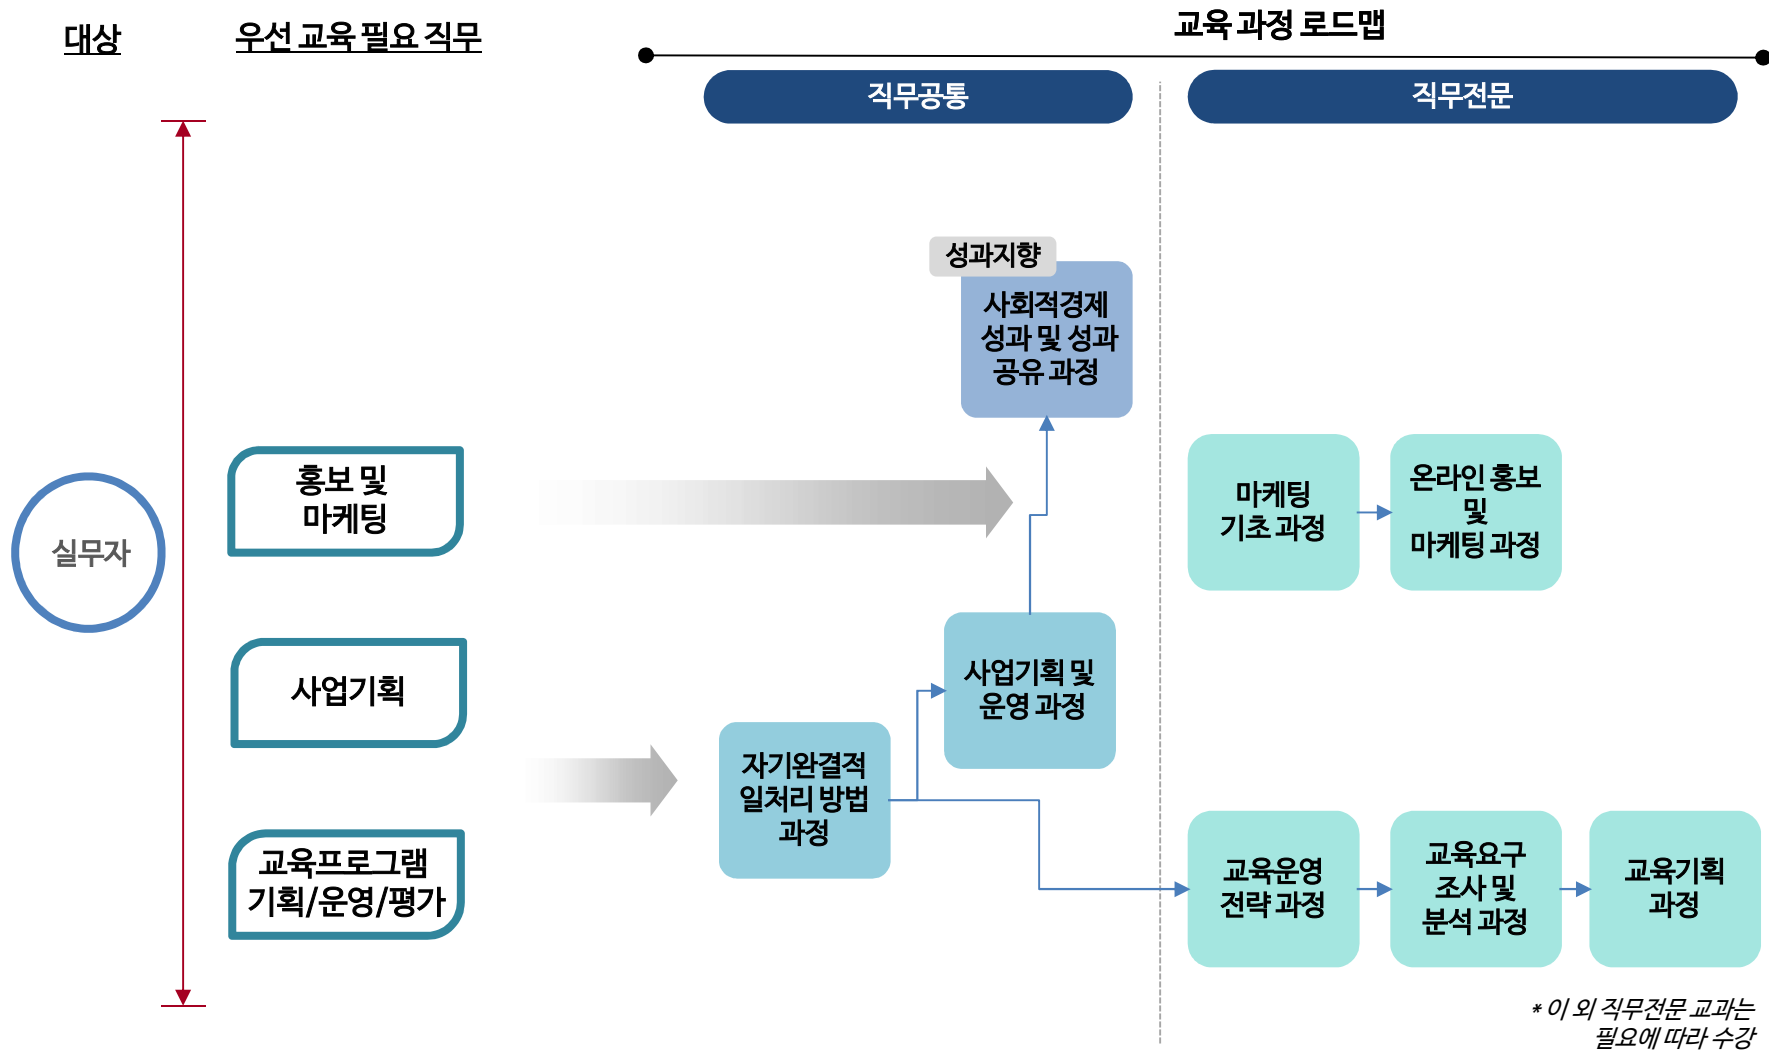 대상
우선 교육 필요 직무
교육 과정 로드맵
직무공통
직무전문
성과지향
사회적경제
성과 및 성과
공유 과정
홍보 및
마케팅
마케팅
기초 과정
온라인 홍보
및
마케팅 과정
실무자
사업기획
사업기획 및
운영 과정
자기완결적
일처리 방법
과정
교육프로그램
기획/운영/평가
교육운영
전략 과정
교육요구
조사 및
분석 과정
교육기획
과정
* 이 외 직무전문 교과는
필요에 따라 수강